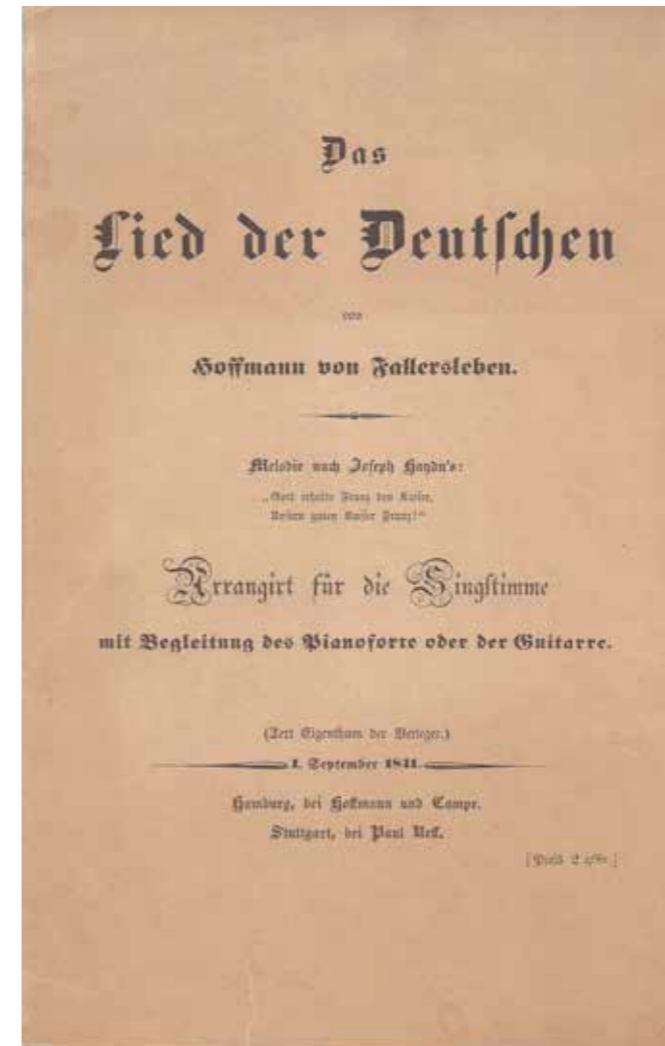 Das
Lied der Deutschen
von
Hoffmann von Fallersleben.
Melodie nach Joseph Haydn's:
„Gott erhalte Franz den Kaiser,
Unsern guten Kaiser Franz!“
Arrangirt für die Singstimme
mit Begleitung des Pianoforte oder der Guitarre.
(Text Eigenthum der Verleger.)
1. September 1841.
Hamburg, bei Hoffmann und Campe.
Stuttgart, bei Paul Neff.
[Preis 2